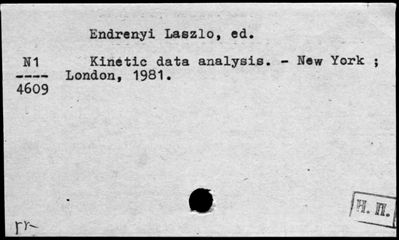 Endrenyi Laszlo, ed.
N1
----
4609
Kinetic data analysis. - New York ;
London, 1981.
Н. П.